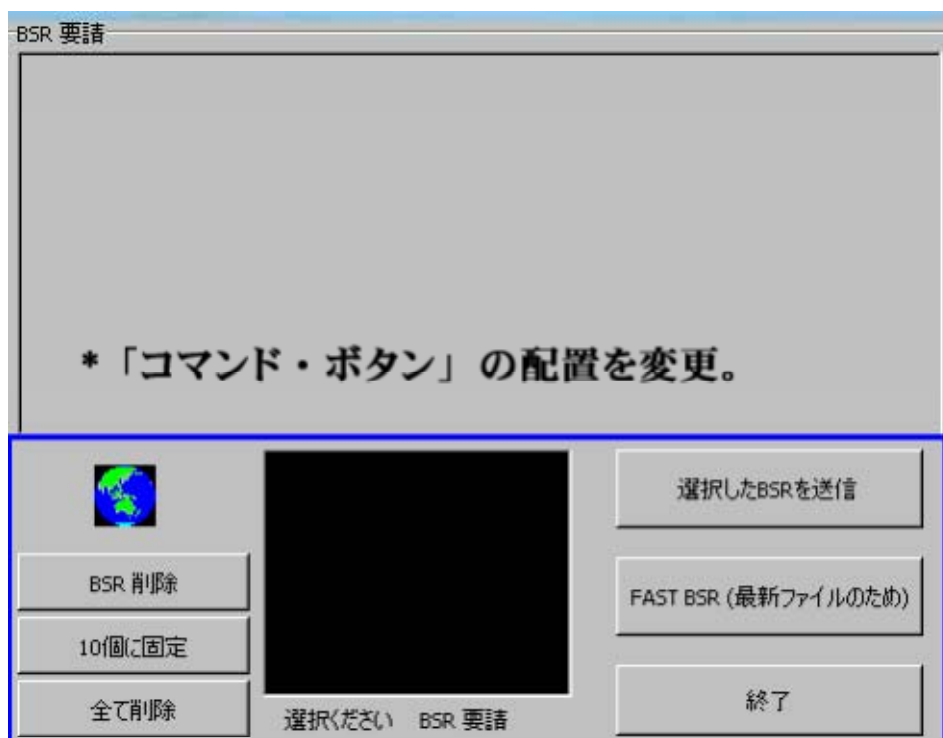 BSR 要請
*「コマンド・ボタン」の配置を変更。
選択したBSRを送信
BSR 削除
FAST BSR (最新ファイルのため)
10個に固定
全て削除
選択ください BSR 要請
終了